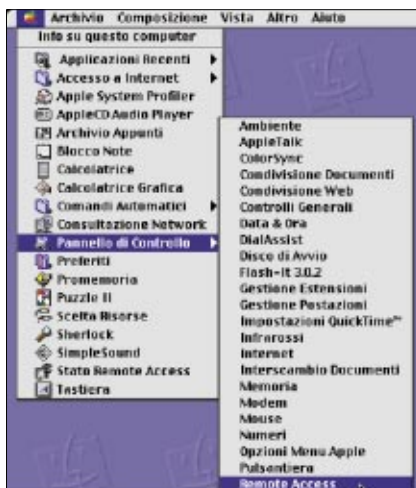 Archivio Composizione Vista Altro Aiuto
Info su questo computer
Applicazioni Recenti
Accesso a Internet
Apple System Profiler
AppleCD Audio Player
Archivio Appunti
Blocco Note
Calcolatrice
Calcolatrice Grafica
Comandi Automatici
Consultazione Network
Pannello di Controllo
Preferiti
Promemoria
Puzzle II
Scelta Risorse
Sherlock
SimpleSound
Stato Remote Access
Tastiera
Ambiente
AppleTalk
ColorSync
Condivisione Documenti
Condivisione Web
Controlli Generali
Data & Ora
DialAssist
Disco di Avvio
Flash-It 3.0.2
Gestione Estensioni
Gestione Postazioni
Impostazioni QuickTime™
Infrarossi
Internet
Interscambio Documenti
Memoria
Modem
Mouse
Numeri
Opzioni Menu Apple
Pulsantiera
Remote Access